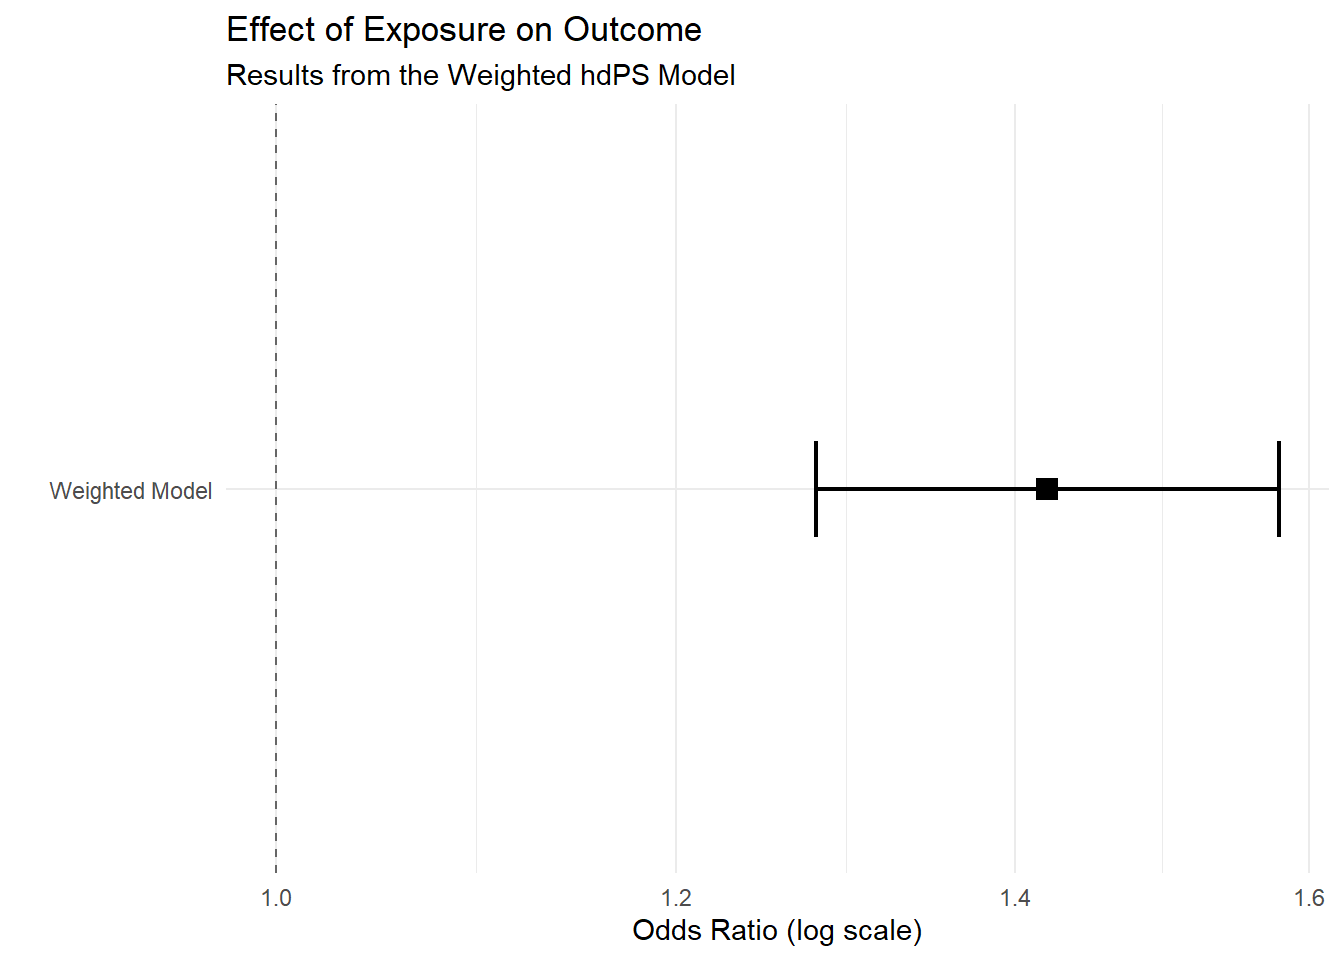 Effect of Exposure on Outcome
Results from the Weighted hdPS Model
Weighted Model
1.0 1.2 1.4 1.6
Odds Ratio (log scale)